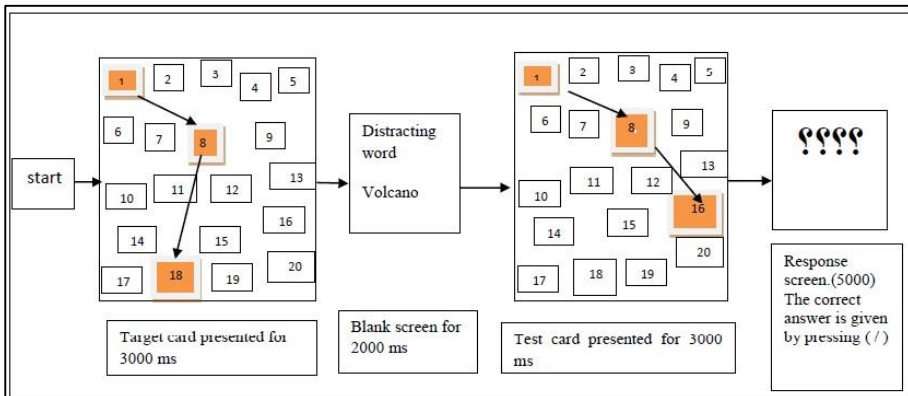 start
1
2
3
4
5
6
7
8
9
10
11
12
13
14
15
16
17
18
19
20
Distracting
word
Volcano
1
2
3
4
5
6
7
8
9
10
11
12
13
14
15
16
17
18
19
20
؟؟؟؟
Target card presented for
3000 ms
Blank screen for
2000 ms
Test card presented for 3000
ms
Response
screen.(5000)
The correct
answer is given
by pressing ( / )